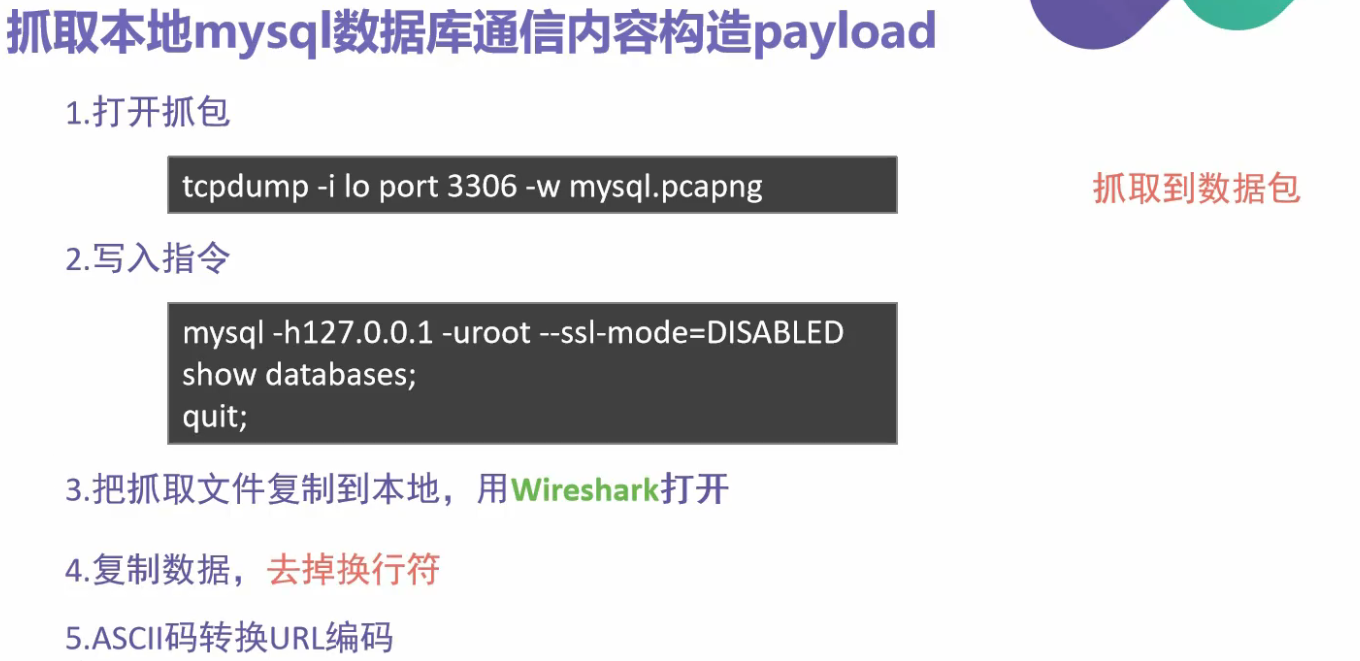 抓取本地mysql数据库通信内容构造payload
1.打开抓包
tcpdump -i lo port 3306 -w mysql.pcapng
抓取到数据包
2.写入指令
mysql -h127.0.0.1 -uroot --ssl-mode=DISABLED
show databases;
quit;
3.把抓取文件复制到本地，用Wireshark打开
4.复制数据，去掉换行符
5.ASCII码转换URL编码